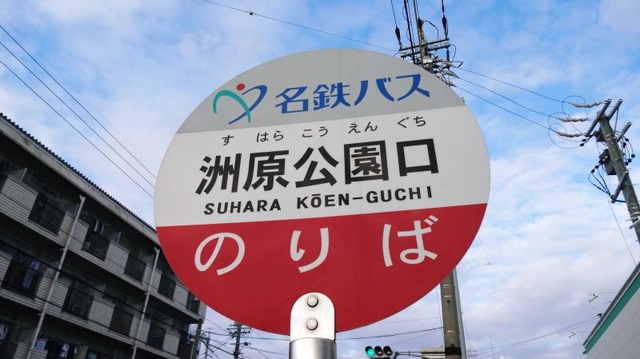 名鉄バス
す はら こう えん ぐち
洲原公園口
SUHARA KŌEN-GUCHI
のりば